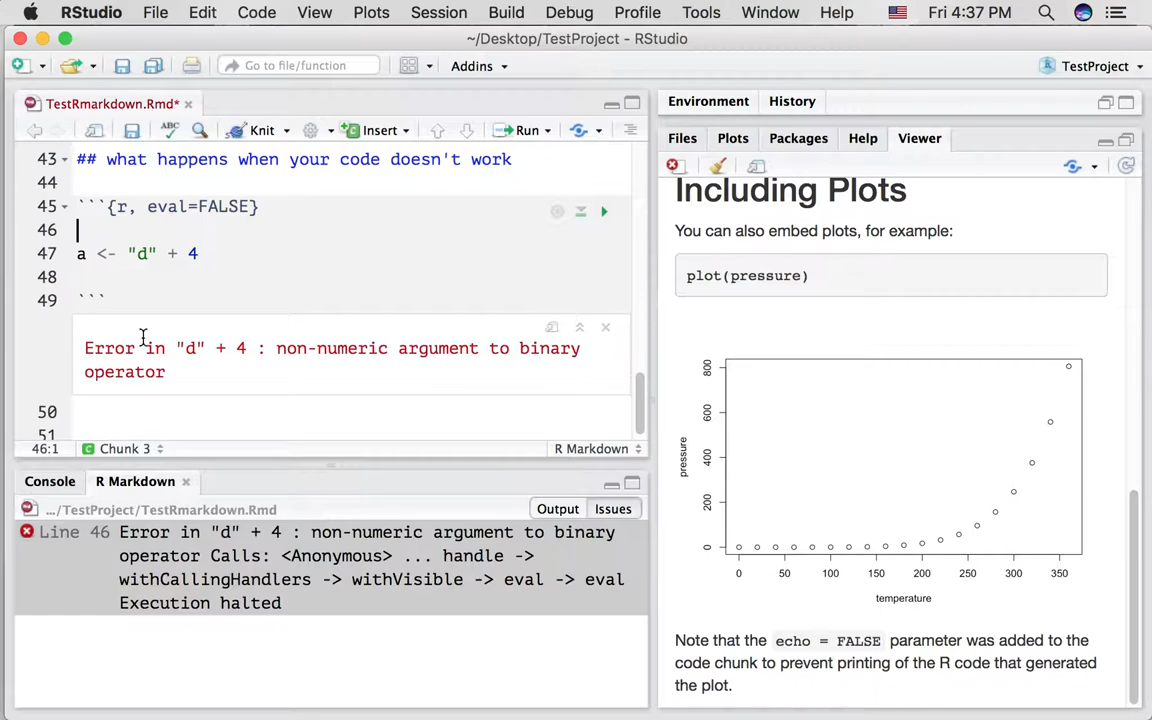 RStudio File Edit Code View Plots Session Build Debug Profile Tools Window Help Fri 4:37 PM
~/Desktop/TestProject - RStudio
Go to file/function Addins TestProject
TestRmarkdown.Rmd*
ABC Knit Insert Run
43 ## what happens when your code doesn't work
44
45 ```{r, eval=FALSE}
46
47 a <- "d" + 4
48
49 ```
Error in "d" + 4 : non-numeric argument to binary
operator
50
51
46:1 Chunk 3 R Markdown
Console R Markdown
.../TestProject/TestRmarkdown.Rmd Output Issues
Line 46 Error in "d" + 4 : non-numeric argument to binary
operator Calls: <Anonymous> ... handle ->
withCallingHandlers -> withVisible -> eval -> eval
Execution halted
Environment History
Files Plots Packages Help Viewer
Including Plots
You can also embed plots, for example:
plot(pressure)
pressure
800
600
400
200
0
0 50 100 150 200 250 300 350
temperature
Note that the echo = FALSE parameter was added to the
code chunk to prevent printing of the R code that generated
the plot.